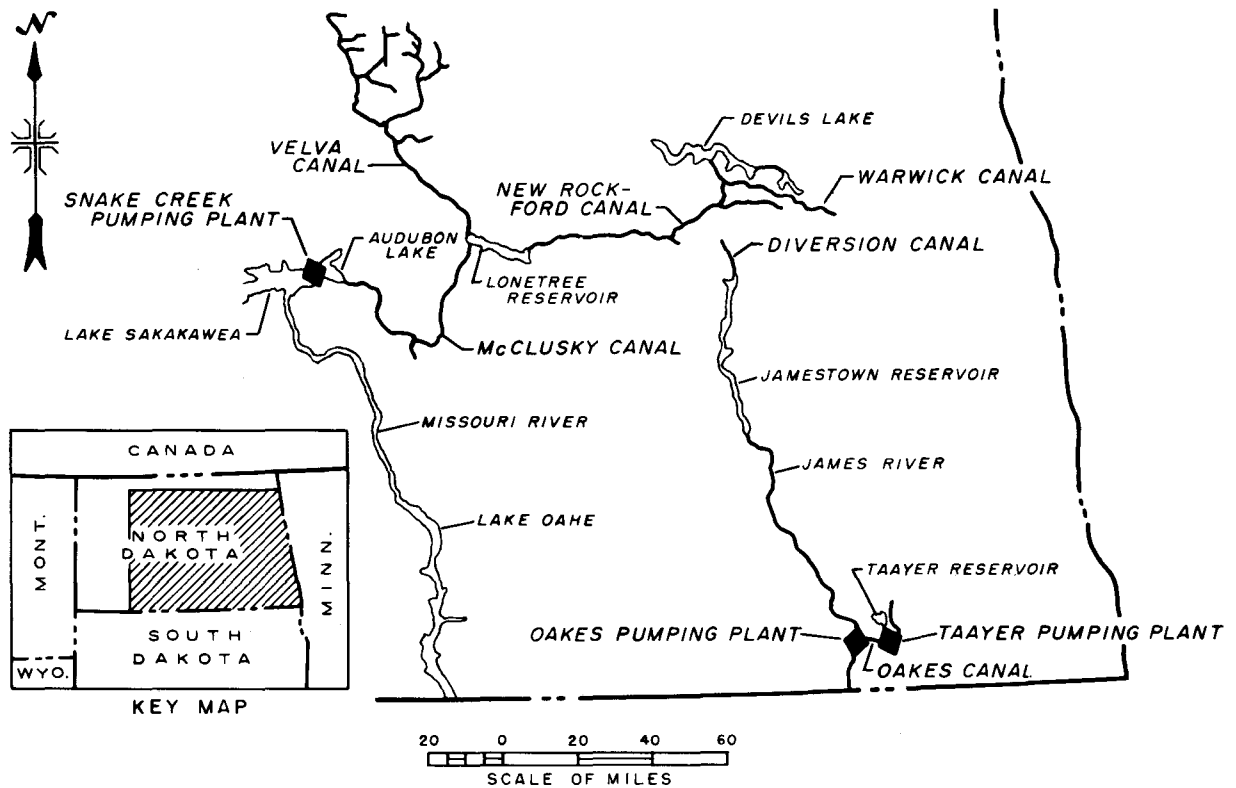 N
DEVILS LAKE
VELVA
CANAL
WARWICK CANAL
NEW ROCK-
FORD CANAL
SNAKE CREEK
PUMPING PLANT
AUDUBON
LAKE
DIVERSION CANAL
LONETREE
RESERVOIR
LAKE SAKAKAWEA
McCLUSKY CANAL
JAMESTOWN RESERVOIR
MISSOURI RIVER
JAMES RIVER
LAKE OAHE
TAAYER RESERVOIR
OAKES PUMPING PLANT
TAAYER PUMPING PLANT
OAKES CANAL
CANADA
MONT.
NORTH
DAKOTA
MINN.
SOUTH
DAKOTA
WYO.
KEY MAP
20 0 20 40 60
SCALE OF MILES